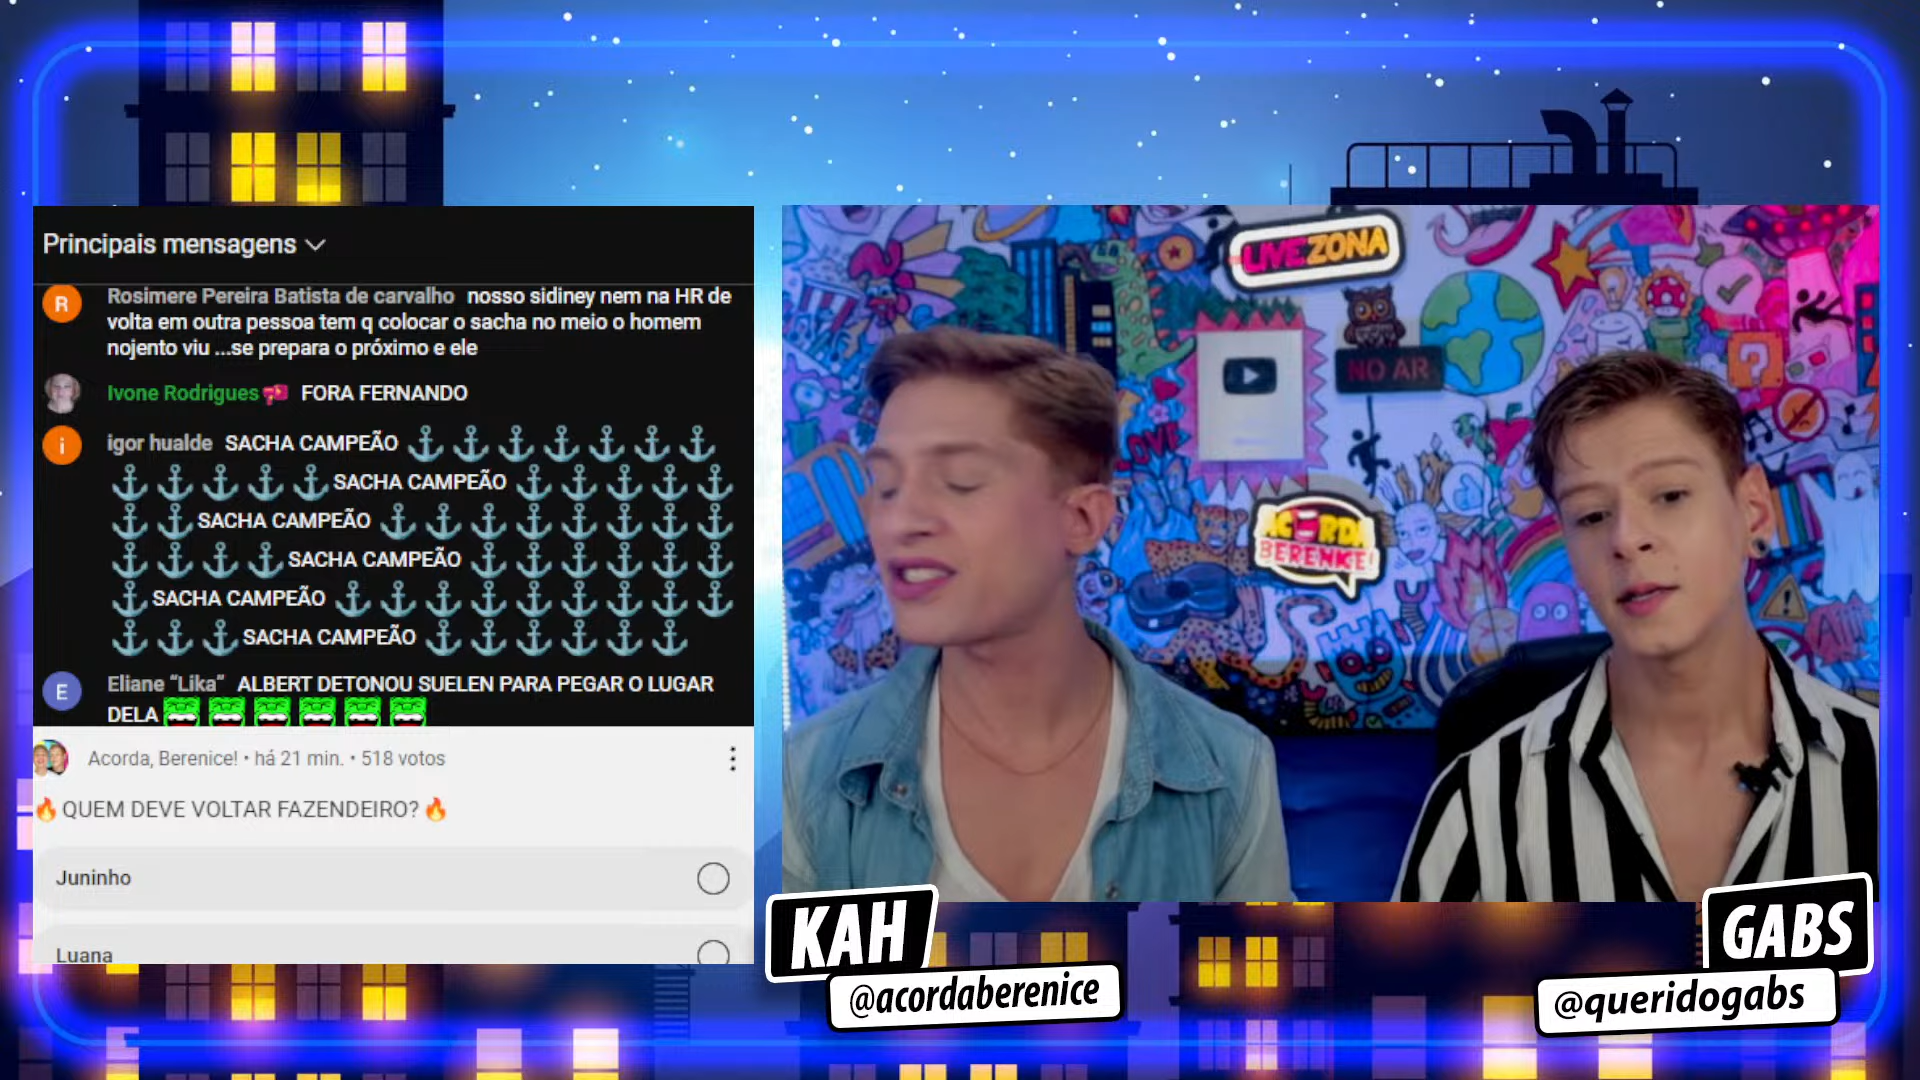 Principais mensagens
Rosimere Pereira Batista de carvalho nosso sidiney nem na HR de
volta em outra pessoa tem q colocar o sacha no meio o homem
nojento viu ...se prepara o próximo e ele
Ivone Rodrigues FORA FERNANDO
igor hualde SACHA CAMPEÃO ⚓⚓⚓⚓⚓⚓⚓
⚓⚓⚓⚓⚓ SACHA CAMPEÃO ⚓⚓⚓⚓⚓
⚓⚓ SACHA CAMPEÃO ⚓⚓⚓⚓⚓⚓⚓⚓
⚓⚓⚓⚓ SACHA CAMPEÃO ⚓⚓⚓⚓⚓⚓
⚓ SACHA CAMPEÃO ⚓⚓⚓⚓⚓⚓⚓⚓⚓
⚓⚓⚓ SACHA CAMPEÃO ⚓⚓⚓⚓⚓⚓
Eliane “Lika” ALBERT DETONOU SUELEN PARA PEGAR O LUGAR
DELA
Acorda, Berenice! • há 21 min. • 518 votos
🔥 QUEM DEVE VOLTAR FAZENDEIRO? 🔥
Juninho
Luana
LIVEZONA
NO AR
LOVE
ACORDA
BERENICE!
R
i
E
KAH
@acordaberenice
GABS
@queridogabs